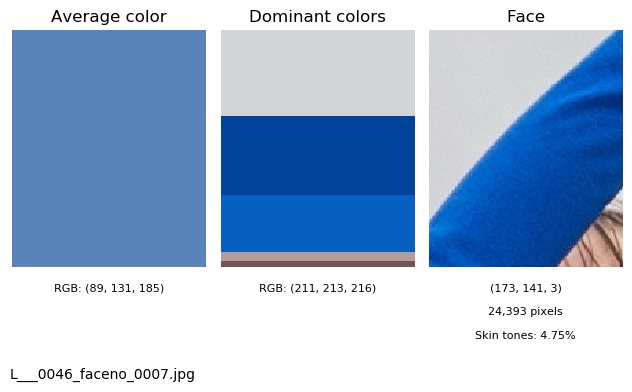 Average color
Dominant colors
Face
RGB: (89, 131, 185)
RGB: (211, 213, 216)
(173, 141, 3)
24,393 pixels
Skin tones: 4.75%
L___0046_faceno_0007.jpg